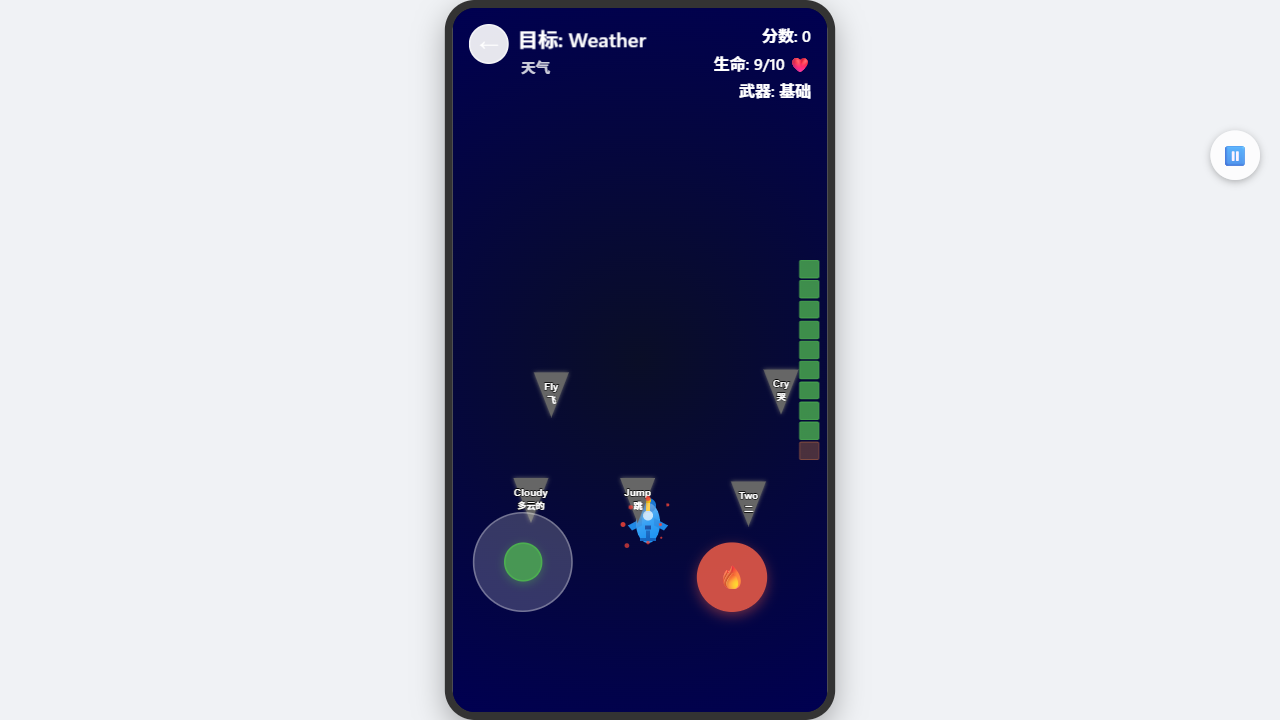 ←
目标: Weather
天气
分数: 0
生命: 9/10
武器: 基础
Fly
飞
Cry
哭
Cloudy
多云的
Jump
跳
Two
二